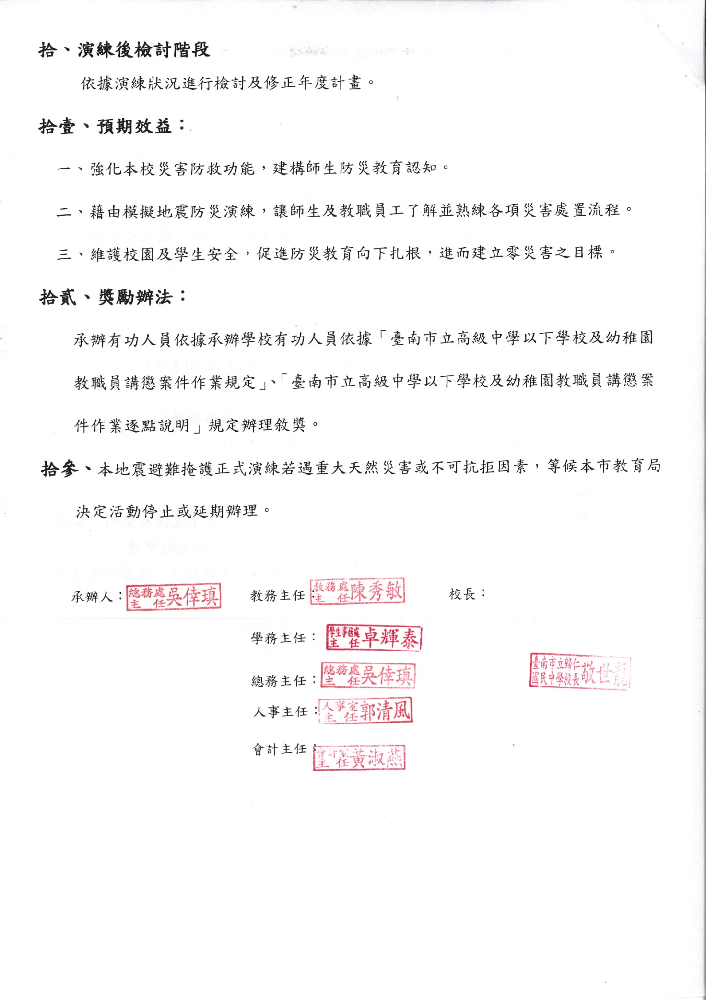 拾、演練後檢討階段
依據演練狀況進行檢討及修正年度計畫。
拾壹、預期效益：
一、強化本校災害防救功能，建構師生防災教育認知。
二、藉由模擬地震防災演練，讓師生及教職員工了解並熟練各項災害處置流程。
三、維護校園及學生安全，促進防災教育向下扎根，進而建立零災害之目標。
拾貳、獎勵辦法：
承辦有功人員依據承辦學校有功人員依據「臺南市立高級中學以下學校及幼稚園
教職員講懲案件作業規定」、「臺南市立高級中學以下學校及幼稚園教職員講懲案
件作業逐點說明」規定辦理敘獎。
拾參、本地震避難掩護正式演練若遇重大天然災害或不可抗拒因素，等候本市教育局
決定活動停止或延期辦理。
承辦人：總務處主任吳倖瑱 教務主任：教務處主任陳秀敏 校長：
學務主任：學生事務處主任卓輝泰
臺南市立歸仁國民中學校長敬世龍
總務主任：總務處主任吳倖瑱
人事主任：人事室主任郭清風
會計主任：會計室主任黃淑燕